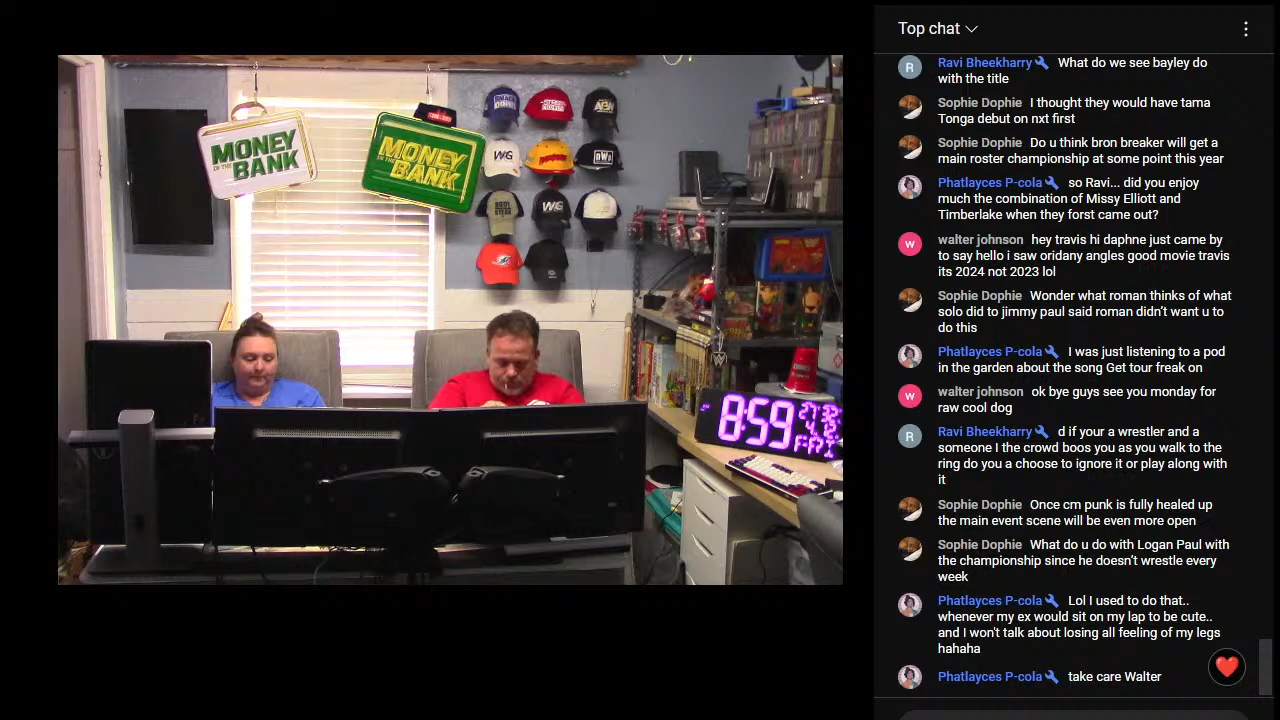 Top chat
Ravi Bheekharry What do we see bayley do
with the title
Sophie Dophie I thought they would have tama
Tonga debut on nxt first
Sophie Dophie Do u think bron breaker will get a
main roster championship at some point this year
Phatlayces P-cola so Ravi... did you enjoy
much the combination of Missy Elliott and
Timberlake when they forst came out?
walter johnson hey travis hi daphne just came by
to say hello i saw oridany angles good movie travis
its 2024 not 2023 lol
Sophie Dophie Wonder what roman thinks of what
solo did to jimmy paul said roman didn't want u to
do this
Phatlayces P-cola I was just listening to a pod
in the garden about the song Get tour freak on
walter johnson ok bye guys see you monday for
raw cool dog
Ravi Bheekharry d if your a wrestler and a
someone I the crowd boos you as you walk to the
ring do you a choose to ignore it or play along with
it
Sophie Dophie Once cm punk is fully healed up
the main event scene will be even more open
Sophie Dophie What do u do with Logan Paul with
the championship since he doesn't wrestle every
week
Phatlayces P-cola Lol I used to do that..
whenever my ex would sit on my lap to be cute..
and I won't talk about losing all feeling of my legs
hahaha
Phatlayces P-cola take care Walter
R
w
w
R
MONEY
IN THE
BANK
MONEY
IN THE
BANK
WG
nWo
WG
8:59
FRI